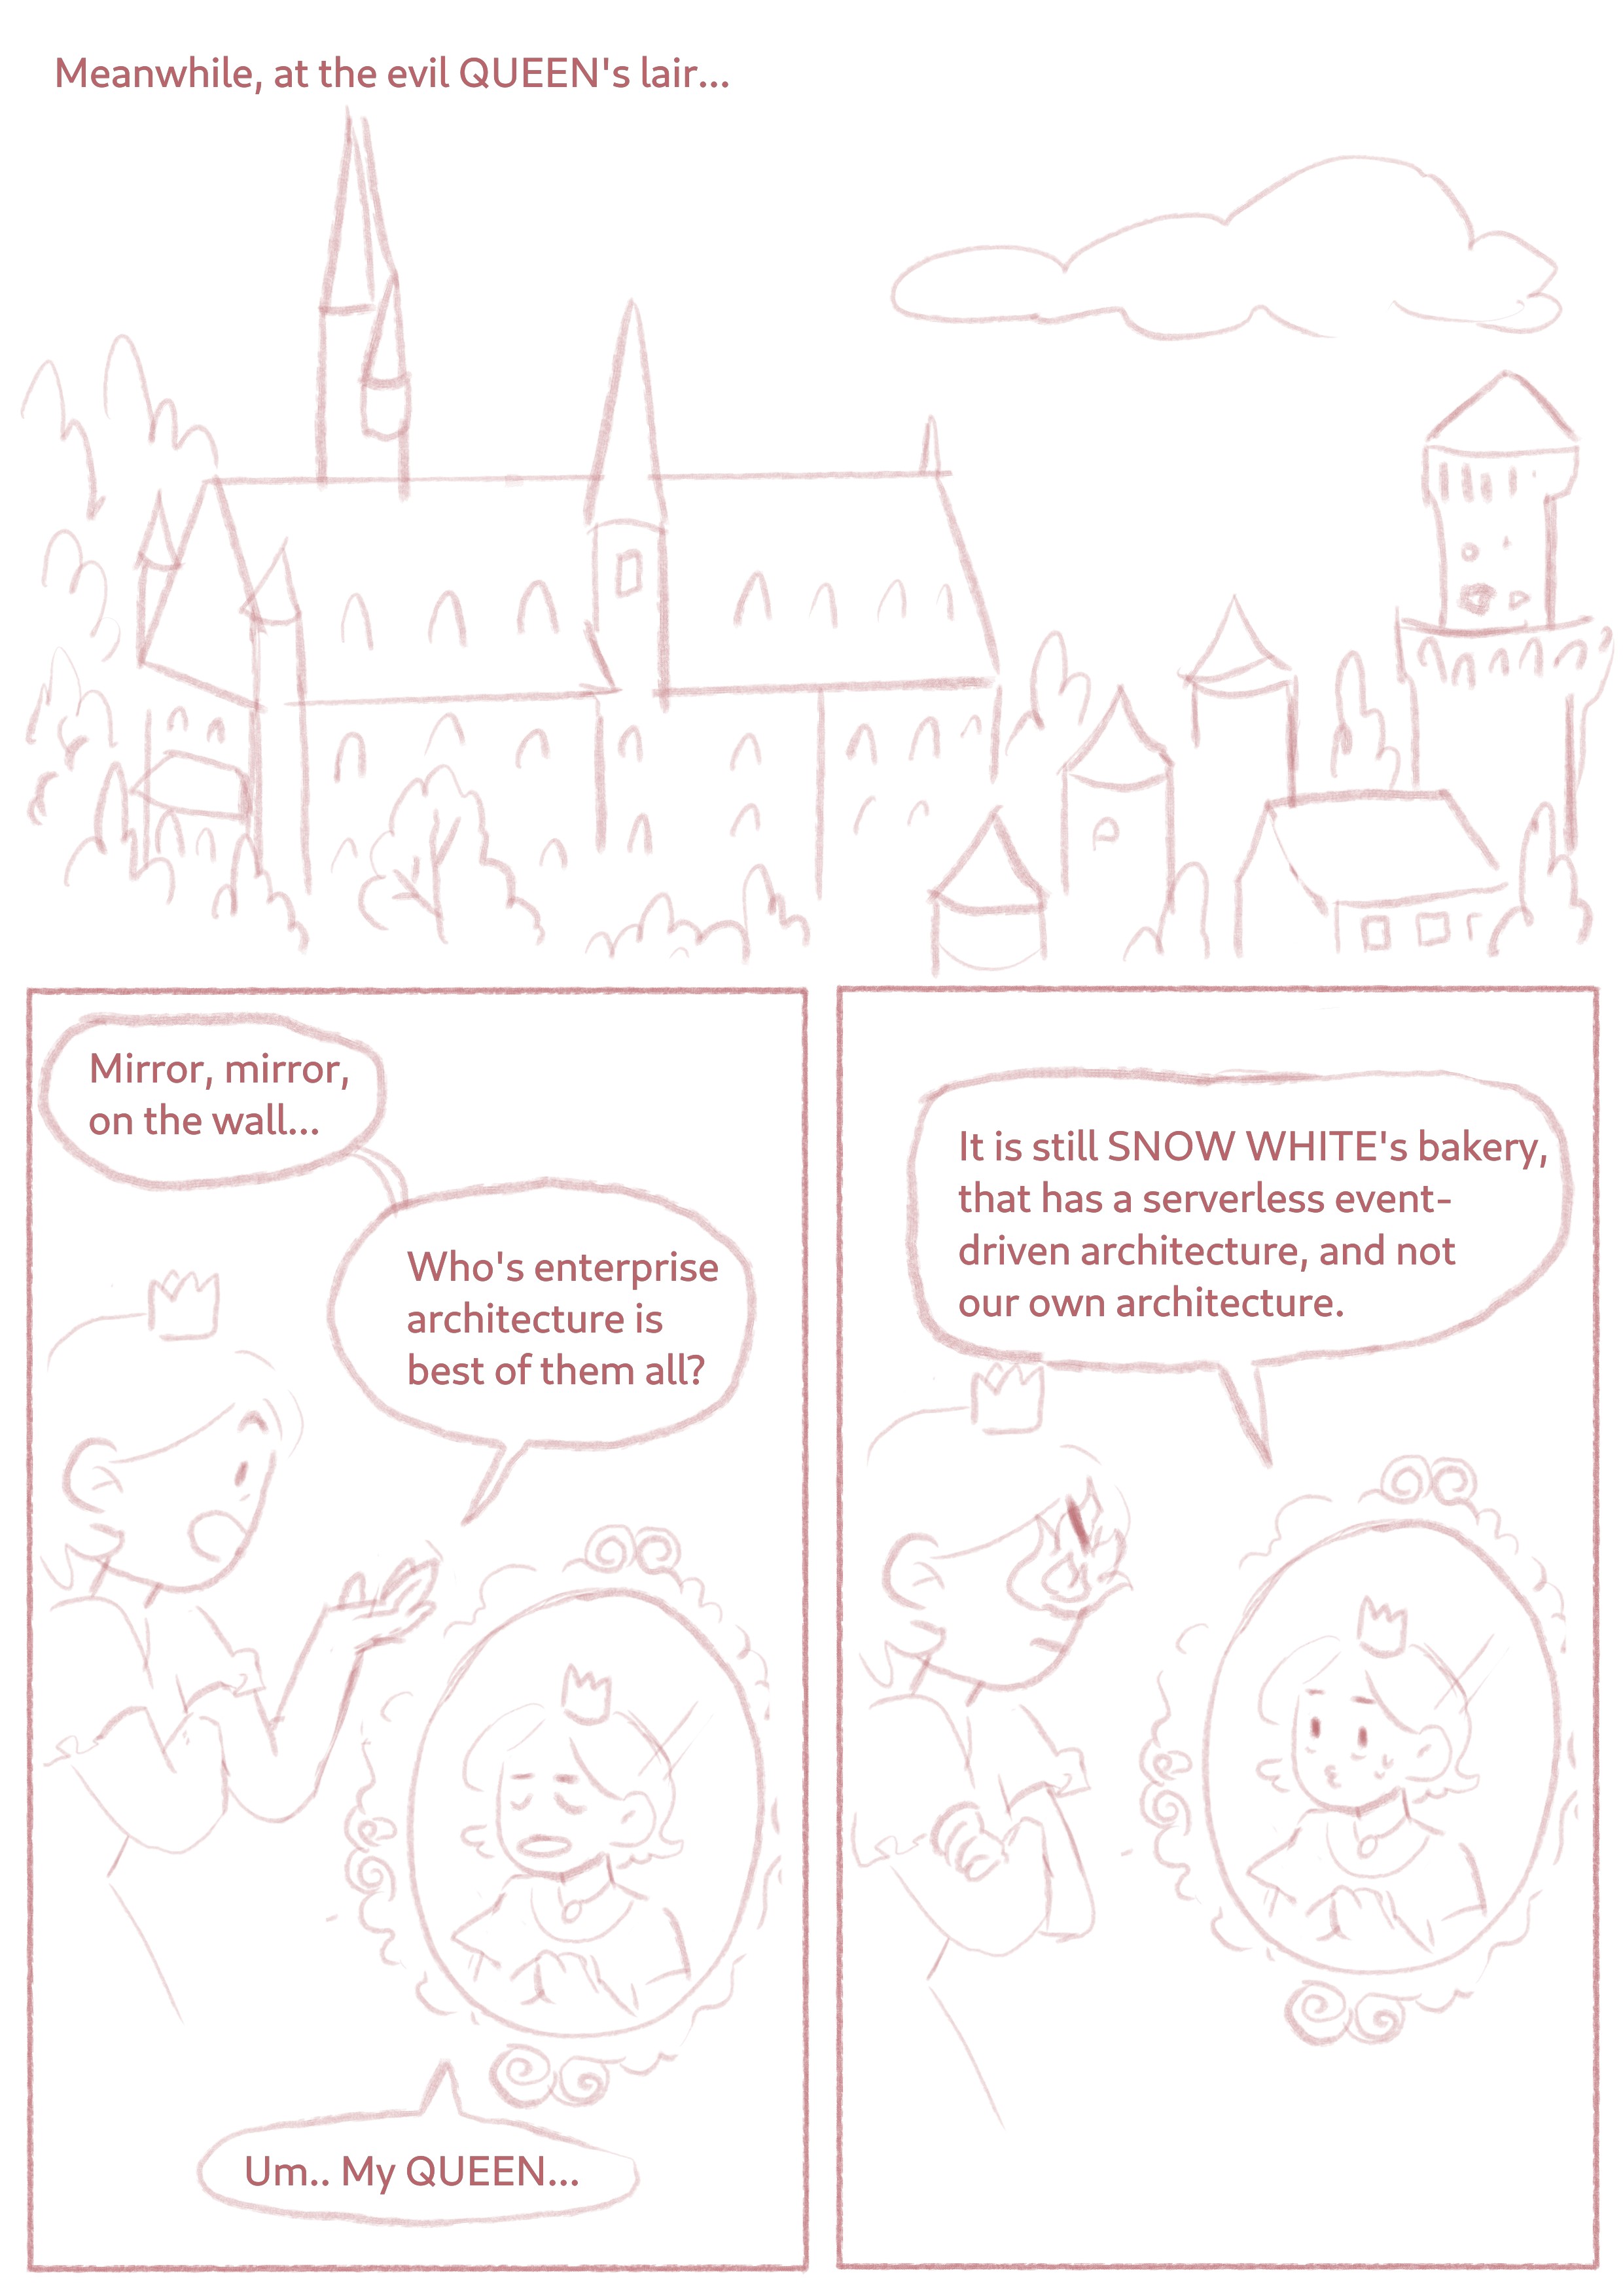 Meanwhile, at the evil QUEEN's lair...
Mirror, mirror,
on the wall...
Who's enterprise
architecture is
best of them all?
Um.. My QUEEN...
It is still SNOW WHITE's bakery,
that has a serverless event-
driven architecture, and not
our own architecture.